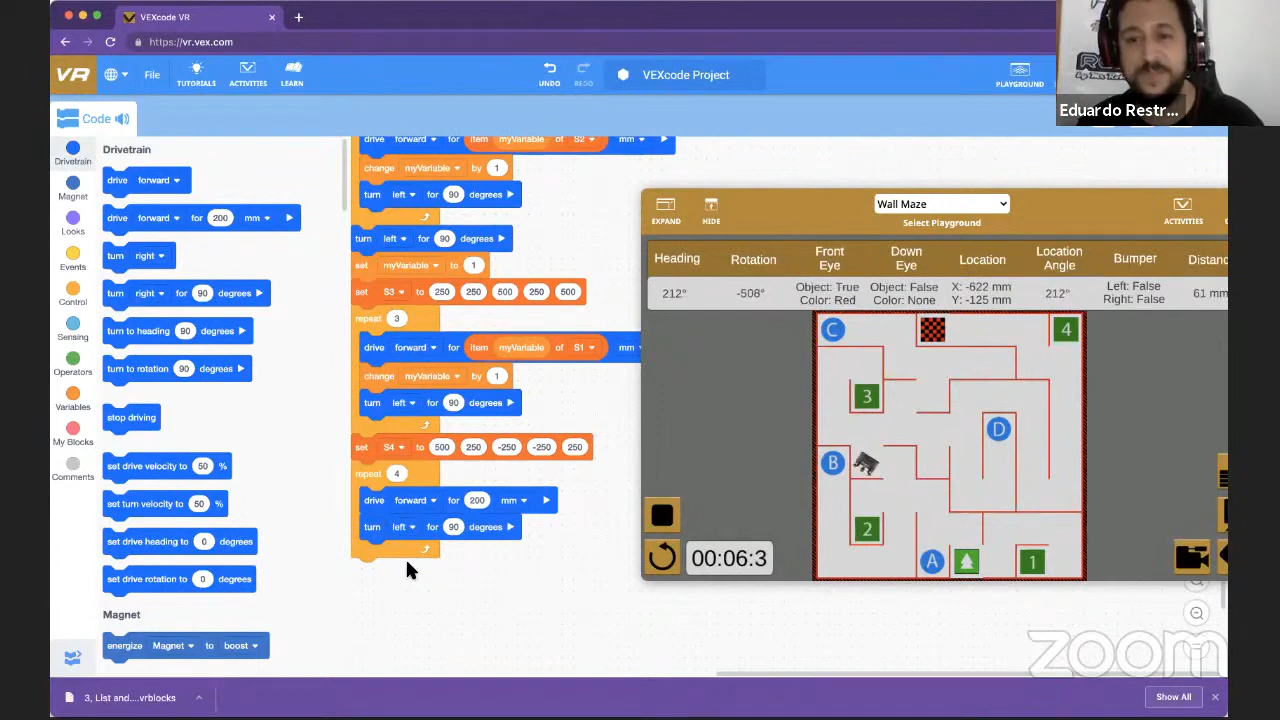 VEXcode VR
https://vr.vex.com
VR
File
TUTORIALS
ACTIVITIES
LEARN
UNDO
REDO
VEXcode Project
PLAYGROUND
Eduardo Restr...
Code
Drivetrain
Magnet
Looks
Events
Control
Sensing
Operators
Variables
My Blocks
Comments
Drivetrain
drive forward
drive forward for 200 mm
turn right
turn right for 90 degrees
turn to heading 90 degrees
turn to rotation 90 degrees
stop driving
set drive velocity to 50 %
set turn velocity to 50 %
set drive heading to 0 degrees
set drive rotation to 0 degrees
Magnet
energize Magnet to boost
drive forward for item myVariable of S2 mm
change myVariable by 1
turn left for 90 degrees
turn left for 90 degrees
set myVariable to 1
set S3 to 250 250 500 250 500
repeat 3
drive forward for item myVariable of S1 mm
change myVariable by 1
turn left for 90 degrees
set S4 to 500 250 -250 -250 250
repeat 4
drive forward for 200 mm
turn left for 90 degrees
EXPAND
HIDE
Wall Maze
Select Playground
ACTIVITIES
Heading Rotation Front Eye Down Eye Location Location Angle Bumper
212° -508° Object: True Color: Red Object: False Color: None X: -622 mm Y: -125 mm 212° Left: False Right: False 61 mm
C 4
3
D
B
2
A 1
00:06:3
zoom
3, List and....vrblocks
Show All